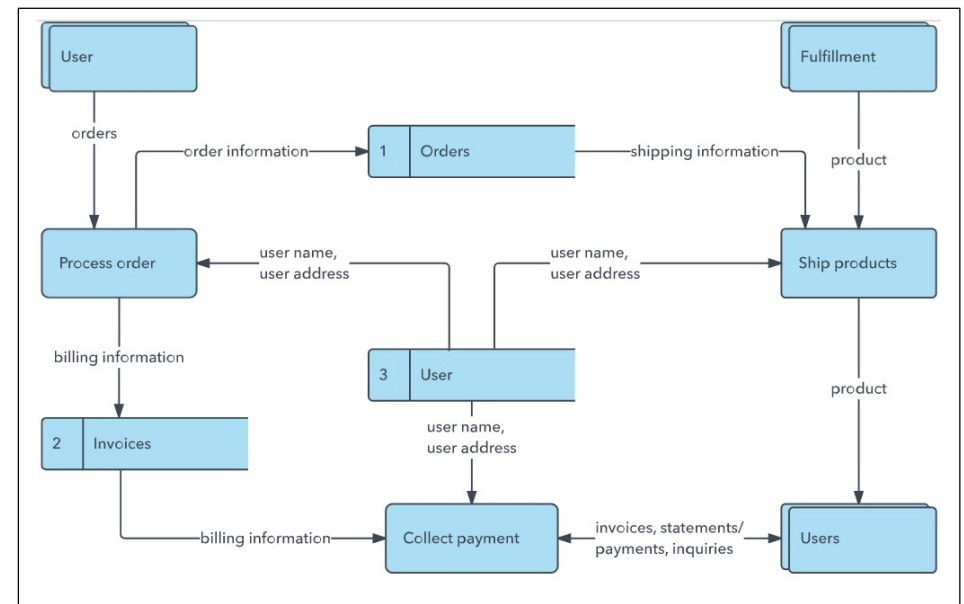 User
Fulfillment
orders
order information
1 Orders
shipping information
product
Process order
user name,
user address
user name,
user address
Ship products
billing information
3 User
product
2 Invoices
user name,
user address
billing information
Collect payment
invoices, statements/
payments, inquiries
Users